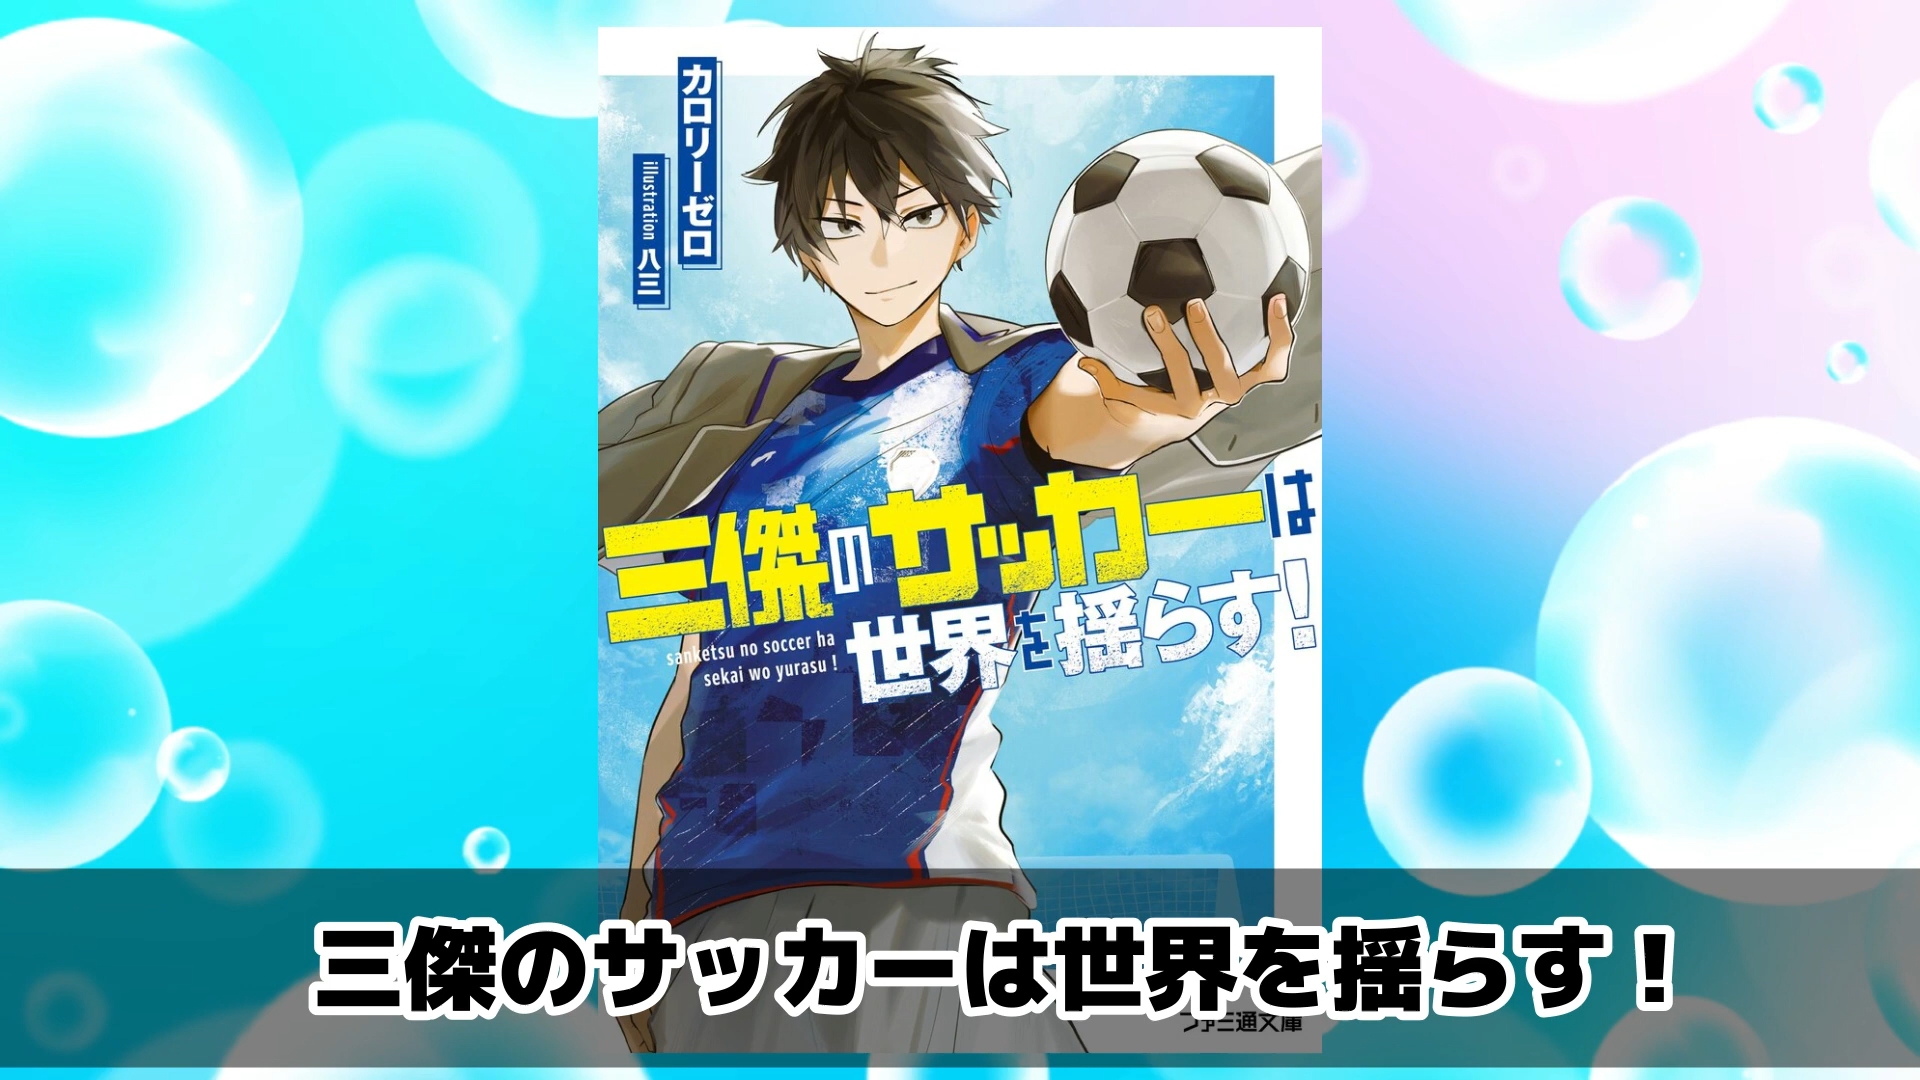 カロリーゼロ
illustration 八三
三傑のサッカーは
世界を揺らす!
sanketsu no soccer ha
sekai wo yurasu !
三傑のサッカーは世界を揺らす！
ファミ通文庫